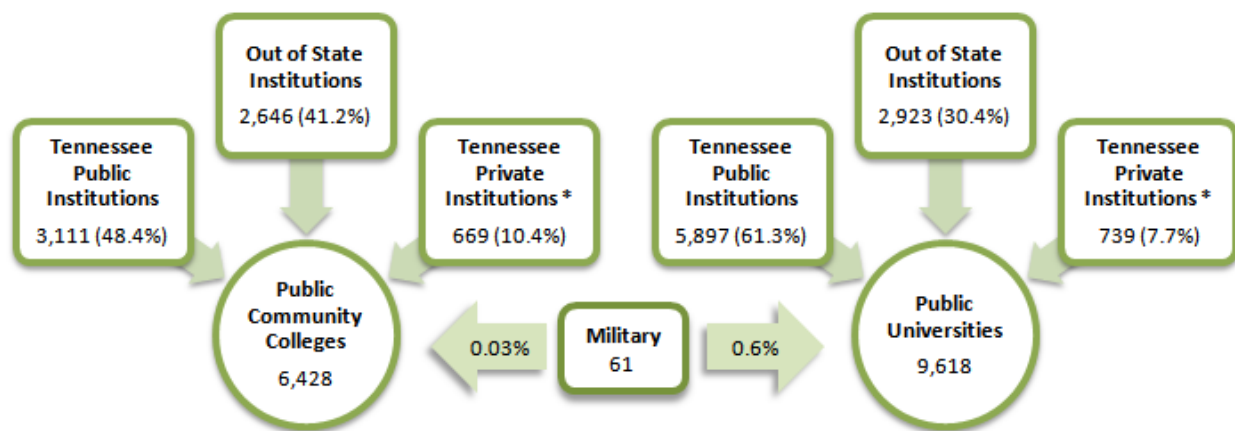 Out of State
Institutions
2,646 (41.2%)
Tennessee
Public
Institutions
3,111 (48.4%)
Tennessee
Private
Institutions *
669 (10.4%)
Public
Community
Colleges
6,428
0.03%
Military
61
0.6%
Out of State
Institutions
2,923 (30.4%)
Tennessee
Public
Institutions
5,897 (61.3%)
Tennessee
Private
Institutions *
739 (7.7%)
Public
Universities
9,618